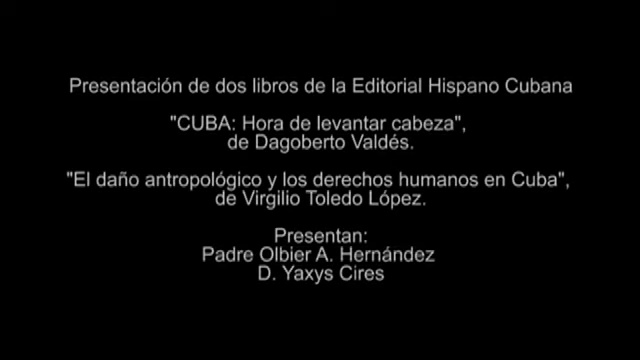 Presentación de dos libros de la Editorial Hispano Cubana
"CUBA: Hora de levantar cabeza",
de Dagoberto Valdés.
"El daño antropológico y los derechos humanos en Cuba",
de Virgilio Toledo López.
Presentan:
Padre Olbier A. Hernández
D. Yaxys Cires